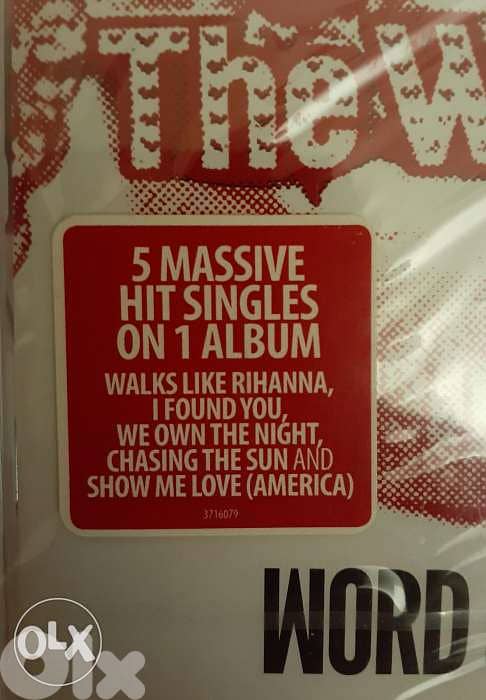 The W
5 MASSIVE
HIT SINGLES
ON 1 ALBUM
WALKS LIKE RIHANNA,
I FOUND YOU,
WE OWN THE NIGHT,
CHASING THE SUN AND
SHOW ME LOVE (AMERICA)
3716079
WORD
OLX
OLX